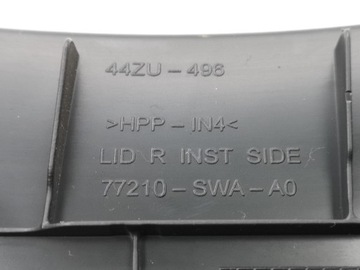 44ZU-496
>HPP-IN4<
LID R INST SIDE
77210-SWA-A0